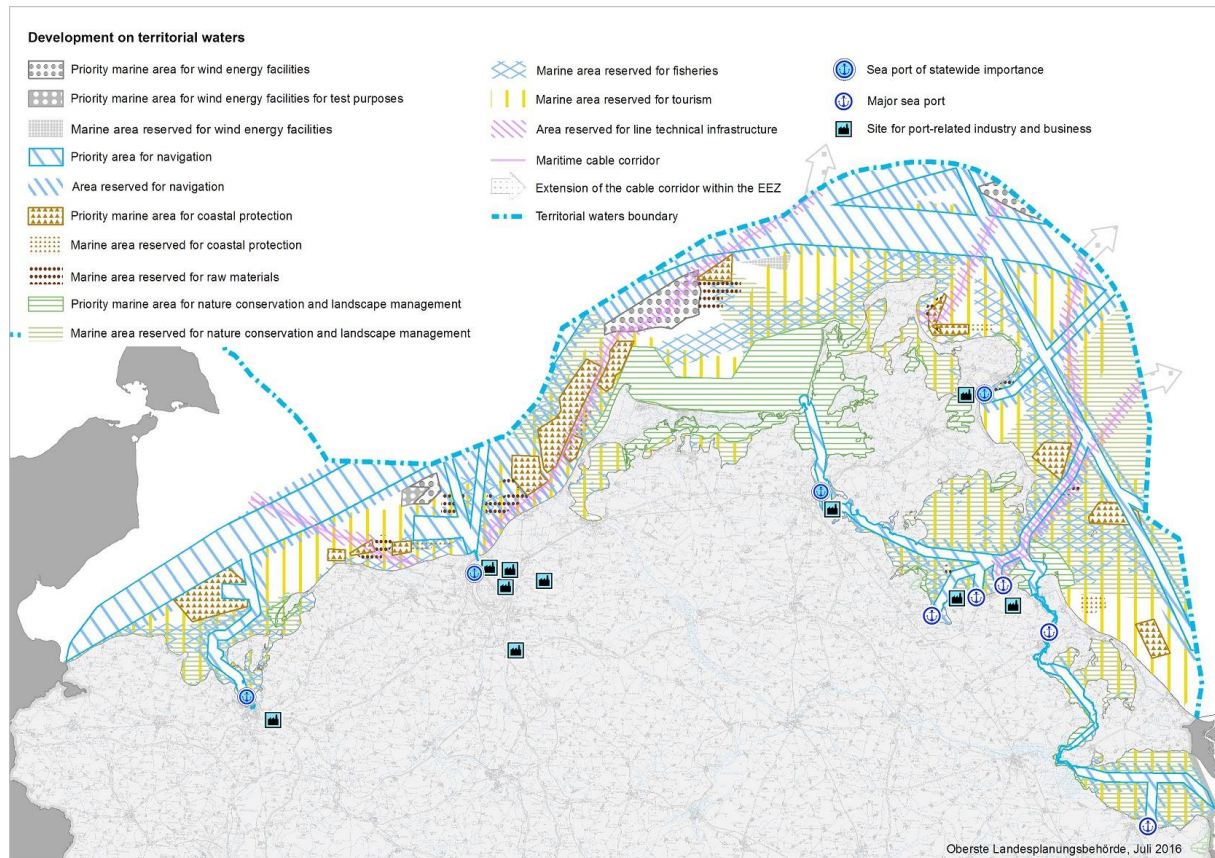 Development on territorial waters
Priority marine area for wind energy facilities
Priority marine area for wind energy facilities for test purposes
Marine area reserved for wind energy facilities
Priority area for navigation
Area reserved for navigation
Priority marine area for coastal protection
Marine area reserved for coastal protection
Marine area reserved for raw materials
Priority marine area for nature conservation and landscape management
Marine area reserved for nature conservation and landscape management
Marine area reserved for fisheries
Marine area reserved for tourism
Area reserved for line technical infrastructure
Maritime cable corridor
Extension of the cable corridor within the EEZ
Territorial waters boundary
Sea port of statewide importance
Major sea port
Site for port-related industry and business
Oberste Landesplanungsbehörde, Juli 2016